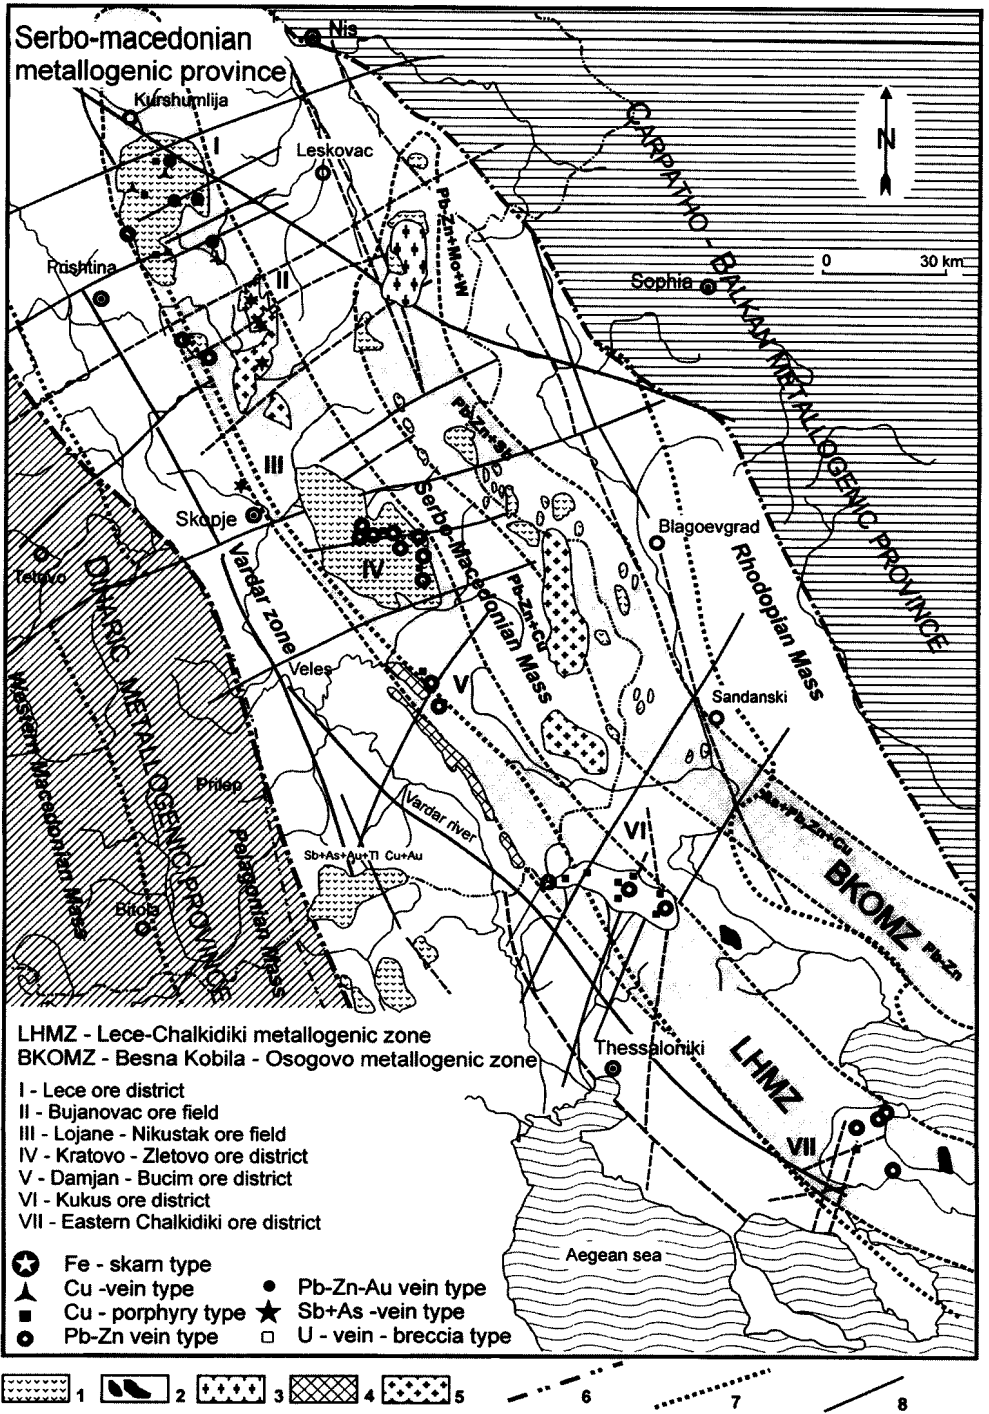 Serbo-macedonian
metallogenic province
Nis
Kurshumlija
I
Leskovac
N
CARPATHO - BALKAN METALLOGENIC PROVINCE
Pb-Zn+Mo+W
Prishtina
II
0 30 km
Sophia
Pb-Zn+Sb
III
Skopje
Serbo-Macedonian Mass
Blagoevgrad
Rhodopian Mass
IV
Tetovo
DINARIC METALLOGENIC PROVINCE
Vardar zone
Pb-Zn+Cu
Veles
V
Sandanski
Western Macedonian Mass
Prilep
Vardar river
VI
As+Pb-Zn+Cu
Sb+As+Au+Tl Cu+Au
Pelagonian Mass
BKOMZ
Bitola
Pb-Zn
LHMZ - Lece-Chalkidiki metallogenic zone
BKOMZ - Besna Kobila - Osogovo metallogenic zone
Thessaloniki
LHMZ
VII
I - Lece ore district
II - Bujanovac ore field
III - Lojane - Nikustak ore field
IV - Kratovo - Zletovo ore district
V - Damjan - Bucim ore district
VI - Kukus ore district
VII - Eastern Chalkidiki ore district
Aegean sea
Fe - skarn type
Cu -vein type
Pb-Zn-Au vein type
Cu - porphyry type
Sb+As -vein type
Pb-Zn vein type
U - vein - breccia type
1 2 3 4 5 6 7 8